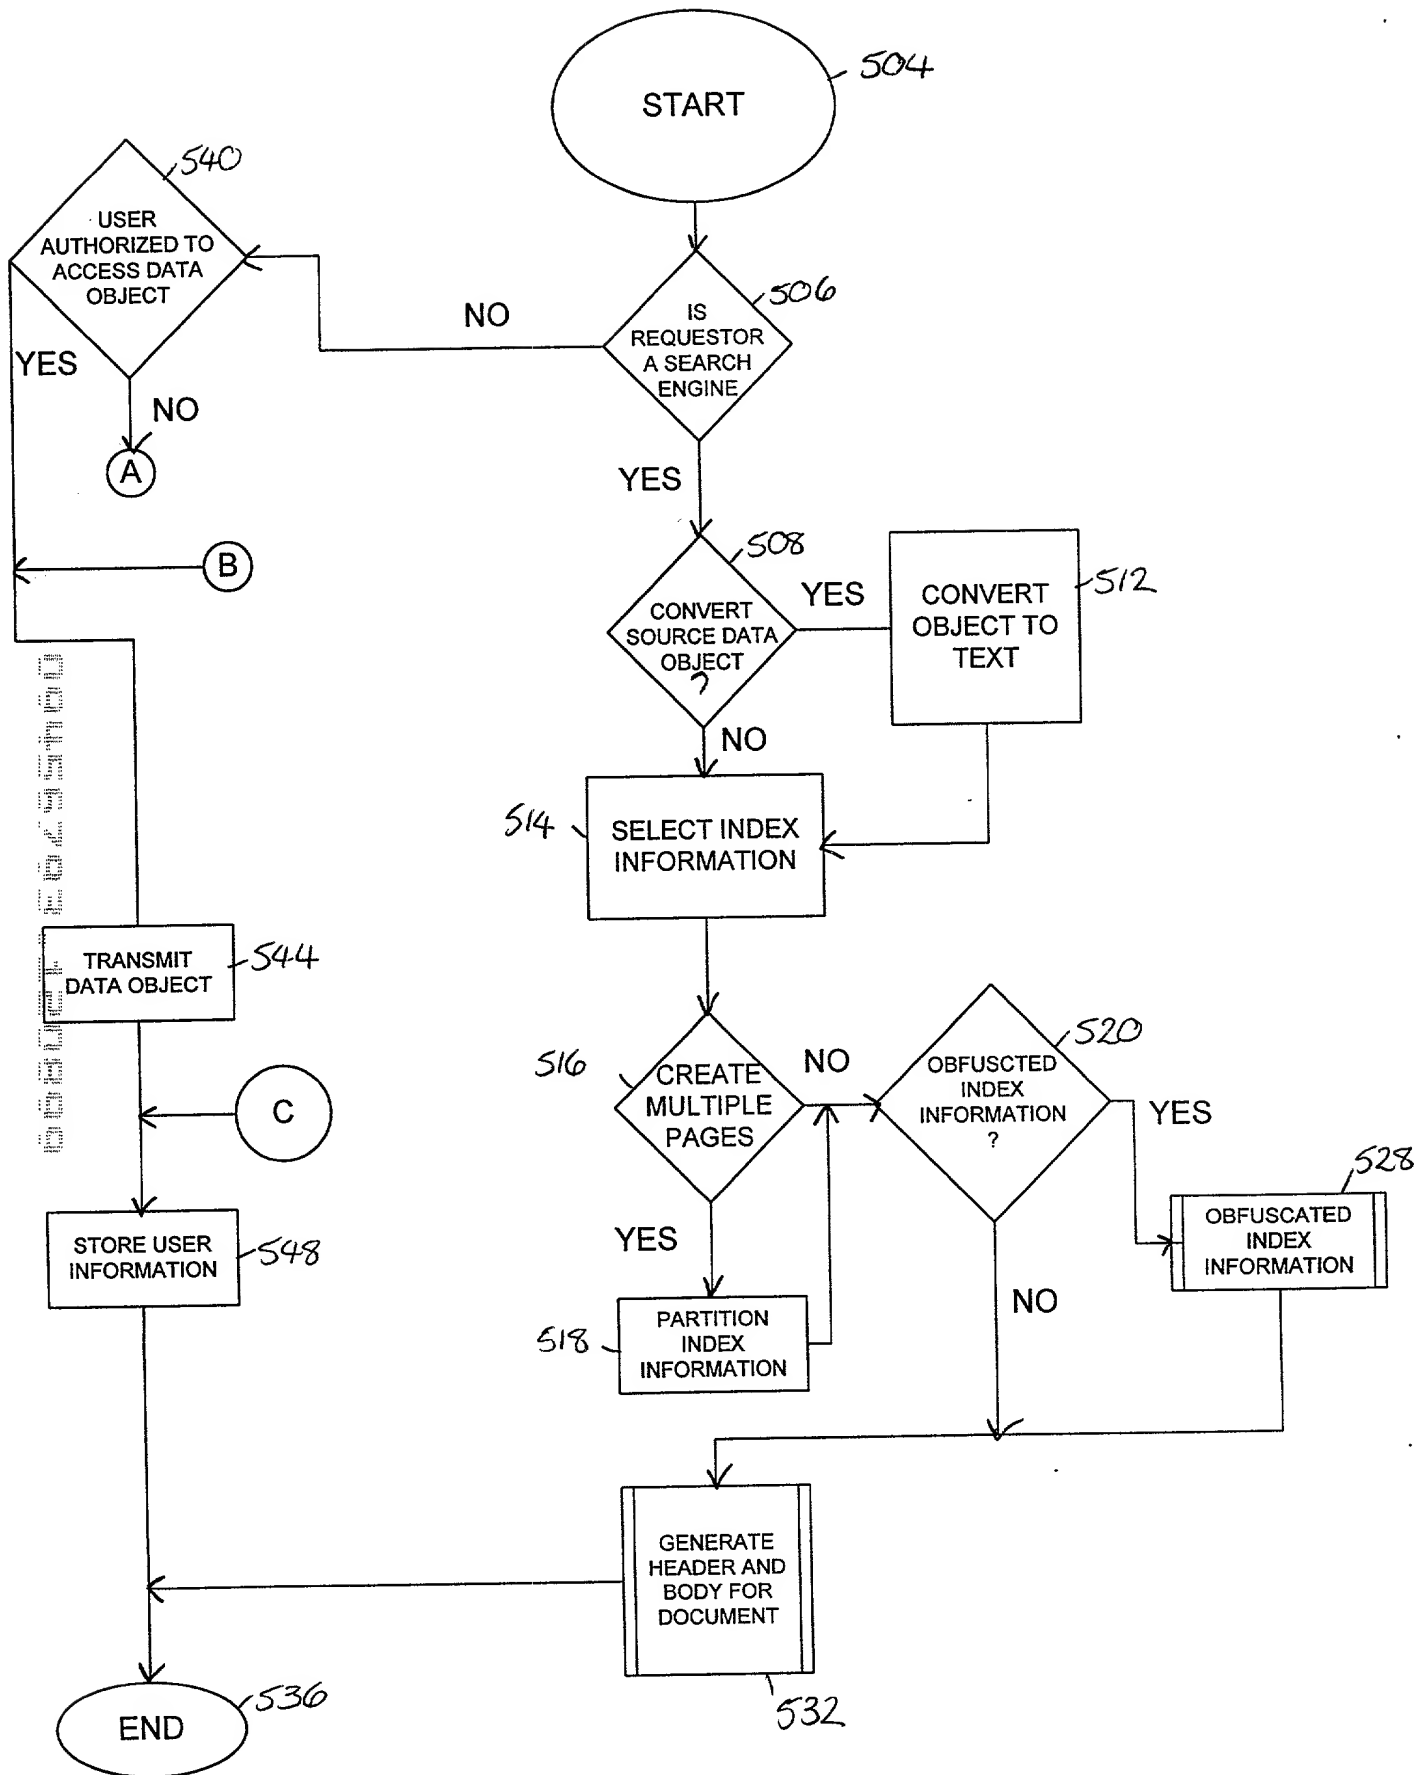 START
504
540
USER
AUTHORIZED TO
ACCESS DATA
OBJECT
506
IS
REQUESTOR
A SEARCH
ENGINE
NO
YES
NO
A
YES
B
508
CONVERT
SOURCE DATA
OBJECT
?
YES
CONVERT
OBJECT TO
TEXT
512
NO
514
SELECT INDEX
INFORMATION
TRANSMIT
DATA OBJECT
544
516
CREATE
MULTIPLE
PAGES
NO
520
OBFUSCTED
INDEX
INFORMATION
?
YES
C
528
OBFUSCATED
INDEX
INFORMATION
STORE USER
INFORMATION
548
YES
NO
518
PARTITION
INDEX
INFORMATION
GENERATE
HEADER AND
BODY FOR
DOCUMENT
532
END
536